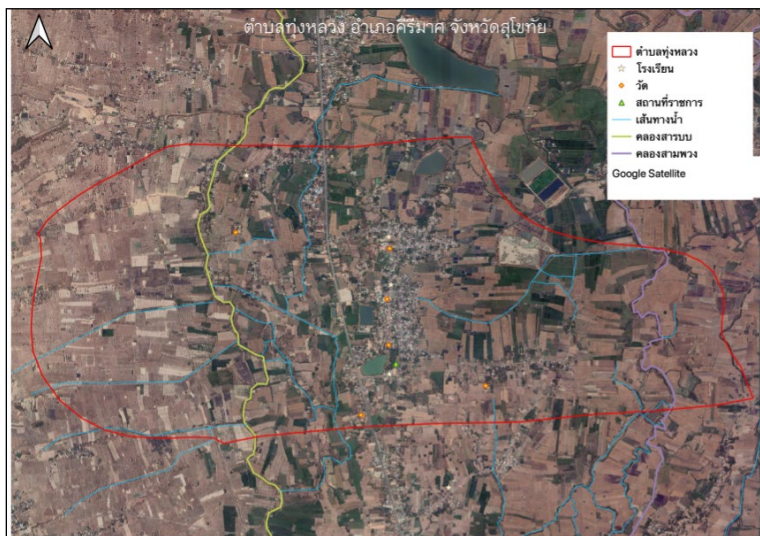 ตำบลทุ่งหลวง อำเภอคีรีมาศ จังหวัดสุโขทัย
ตำบลทุ่งหลวง
โรงเรียน
วัด
สถานที่ราชการ
เส้นทางน้ำ
คลองสารบบ
คลองสามพวง
Google Satellite